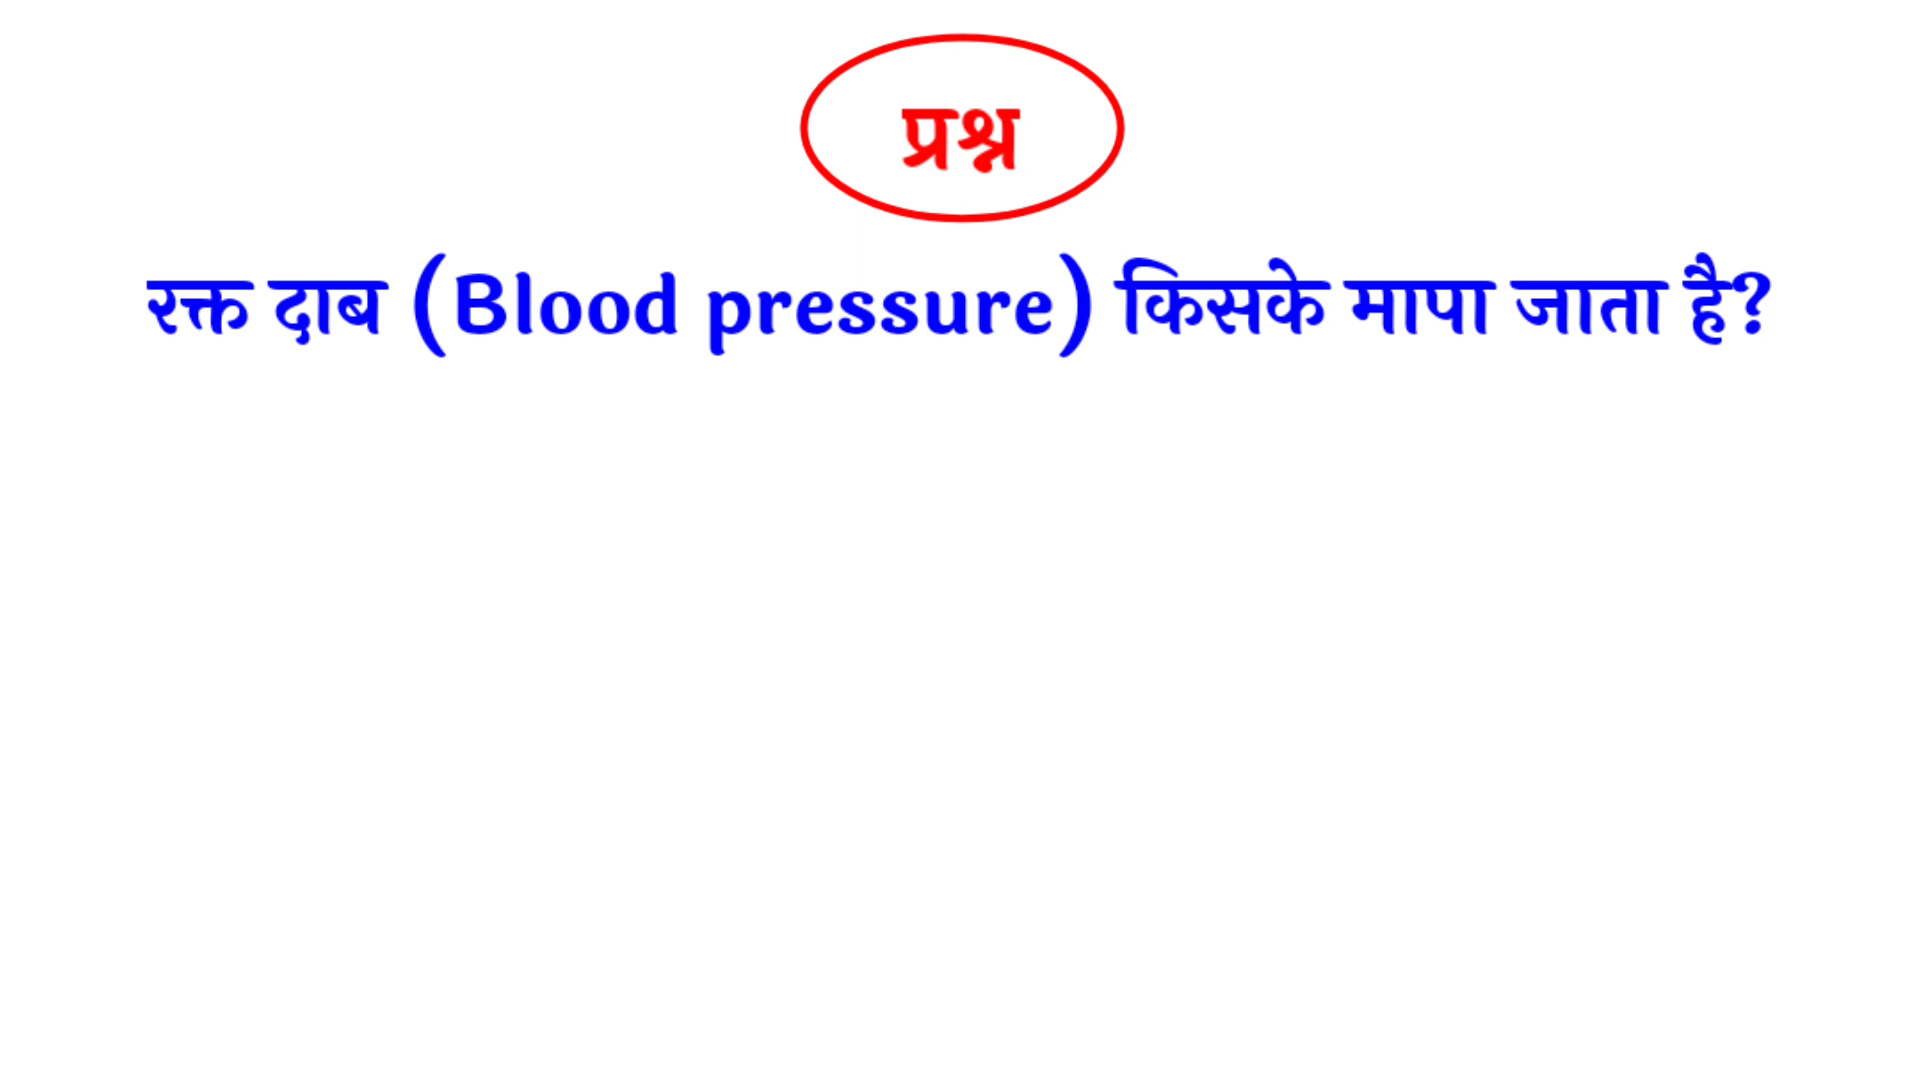 प्रश्न
रक्त दाब (Blood pressure) किसके मापा जाता है?